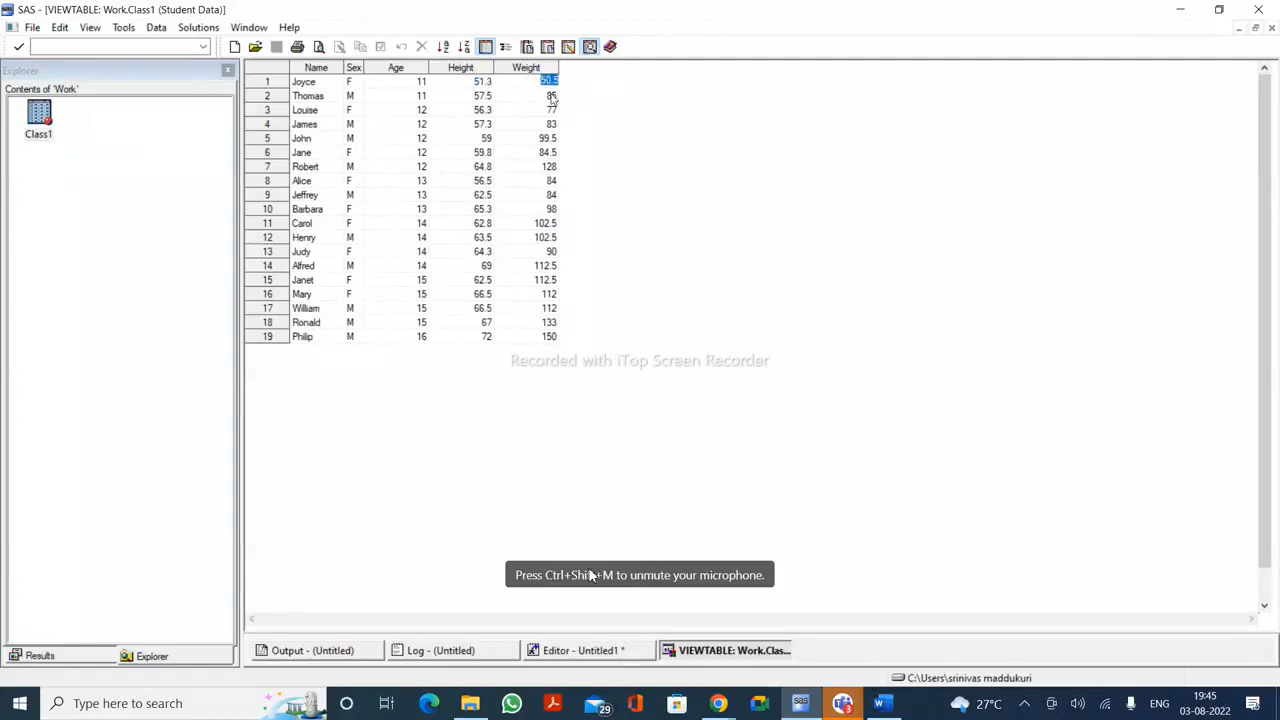 SAS - [VIEWTABLE: Work.Class1 (Student Data)]
File Edit View Tools Data Solutions Window Help
Explorer
Contents of 'Work'
Class1
Name Sex Age Height Weight
1 Joyce F 11 51.3 50.5
2 Thomas M 11 57.5 85
3 Louise F 12 56.3 77
4 James M 12 57.3 83
5 John M 12 59 99.5
6 Jane F 12 59.8 84.5
7 Robert M 12 64.8 128
8 Alice F 13 56.5 84
9 Jeffrey M 13 62.5 84
10 Barbara F 13 65.3 98
11 Carol F 14 62.8 102.5
12 Henry M 14 63.5 102.5
13 Judy F 14 64.3 90
14 Alfred M 14 69 112.5
15 Janet F 15 62.5 112.5
16 Mary F 15 66.5 112
17 William M 15 66.5 112
18 Ronald M 15 67 133
19 Philip M 16 72 150
Recorded with iTop Screen Recorder
Press Ctrl+Shift+M to unmute your microphone.
Results Explorer
Output - (Untitled) Log - (Untitled) Editor - Untitled1 * VIEWTABLE: Work.Clas...
C:\Users\srinivas maddukuri
Type here to search
29
3
27°C
ENG
19:45
03-08-2022